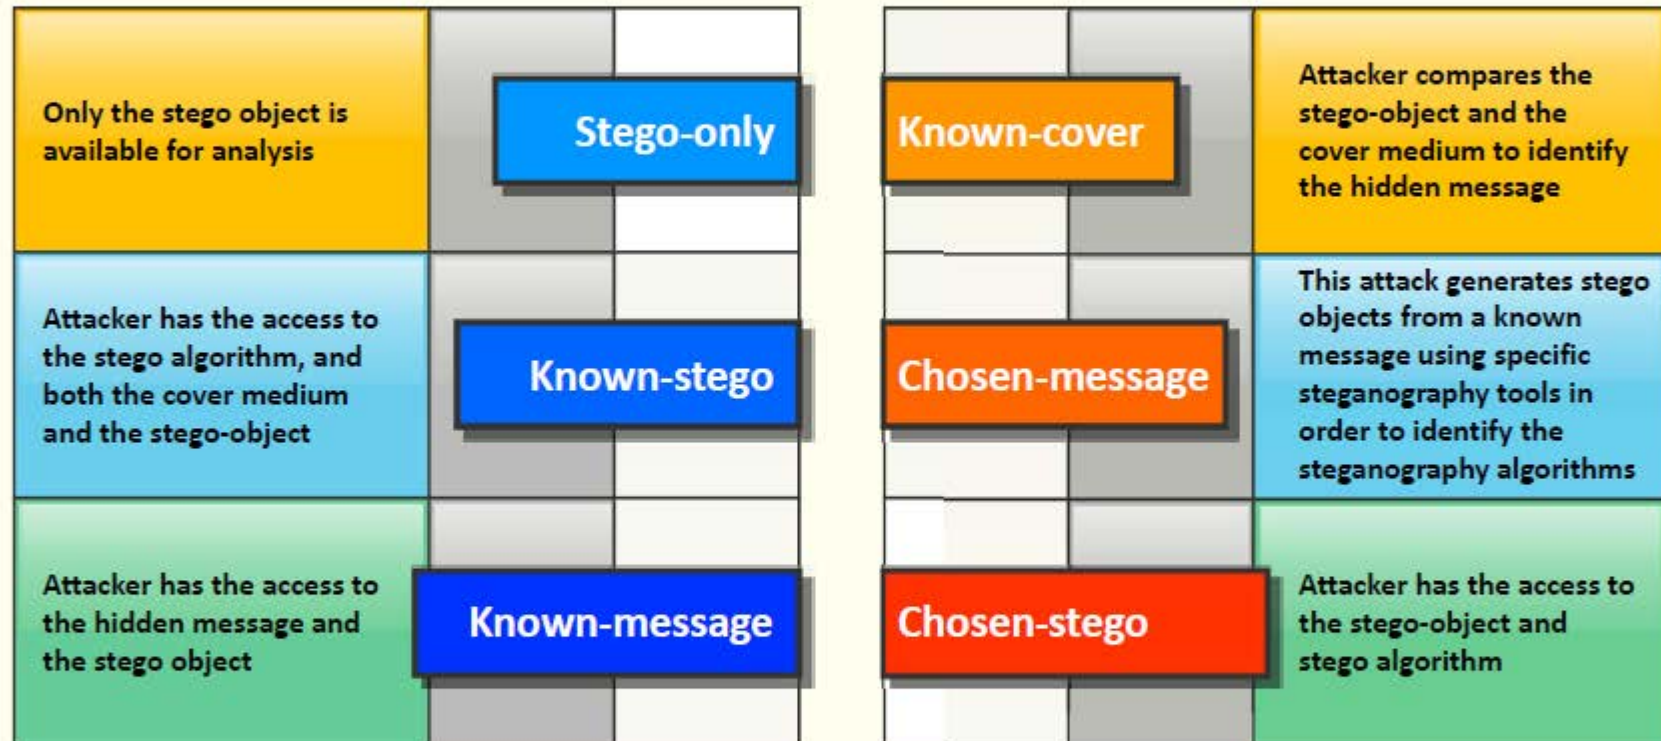 Only the stego object is
available for analysis
Stego-only
Known-cover
Attacker compares the
stego-object and the
cover medium to identify
the hidden message
Attacker has the access to
the stego algorithm, and
both the cover medium
and the stego-object
Known-stego
Chosen-message
This attack generates stego
objects from a known
message using specific
steganography tools in
order to identify the
steganography algorithms
Attacker has the access to
the hidden message and
the stego object
Known-message
Chosen-stego
Attacker has the access to
the stego-object and
stego algorithm